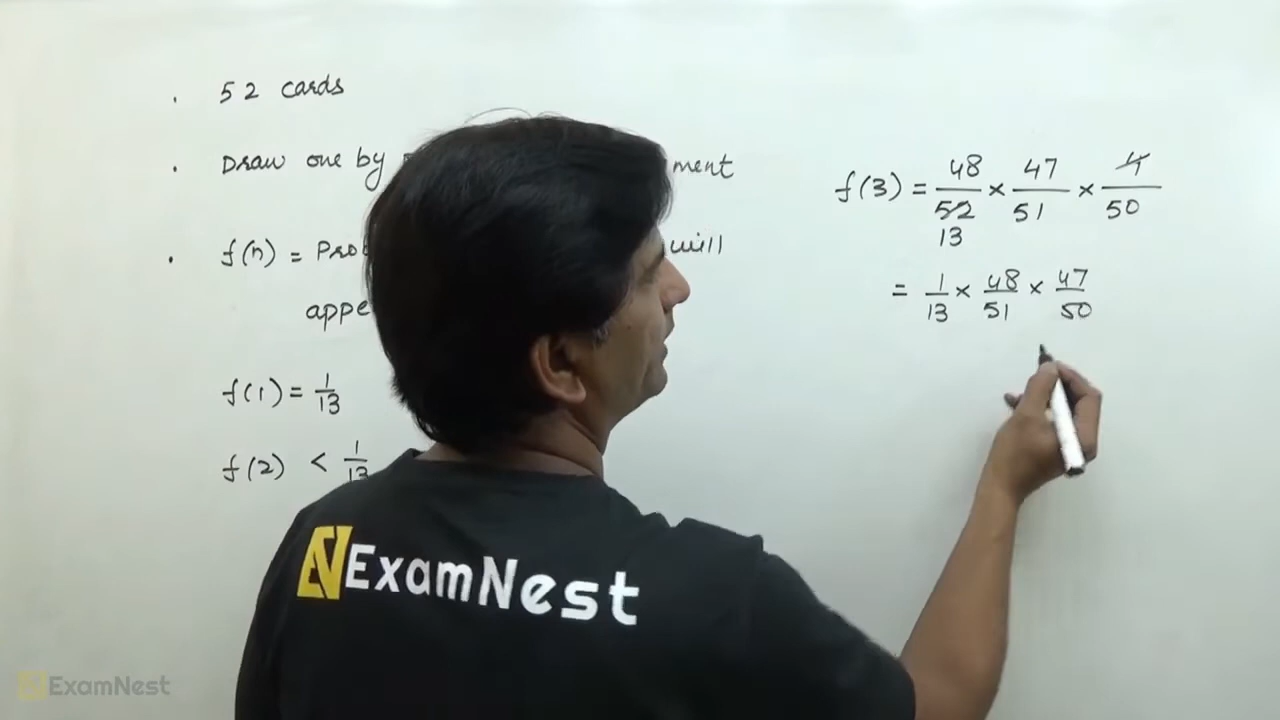 . 52 cards
. Draw one by ment
. f(n) = Prob will
appe
f(1) = 1/13
f(2) < 1/13
f(3) = 48/52 × 47/51 × 4/50
13
= 1/13 × 48/51 × 47/50
ExamNest
ExamNest